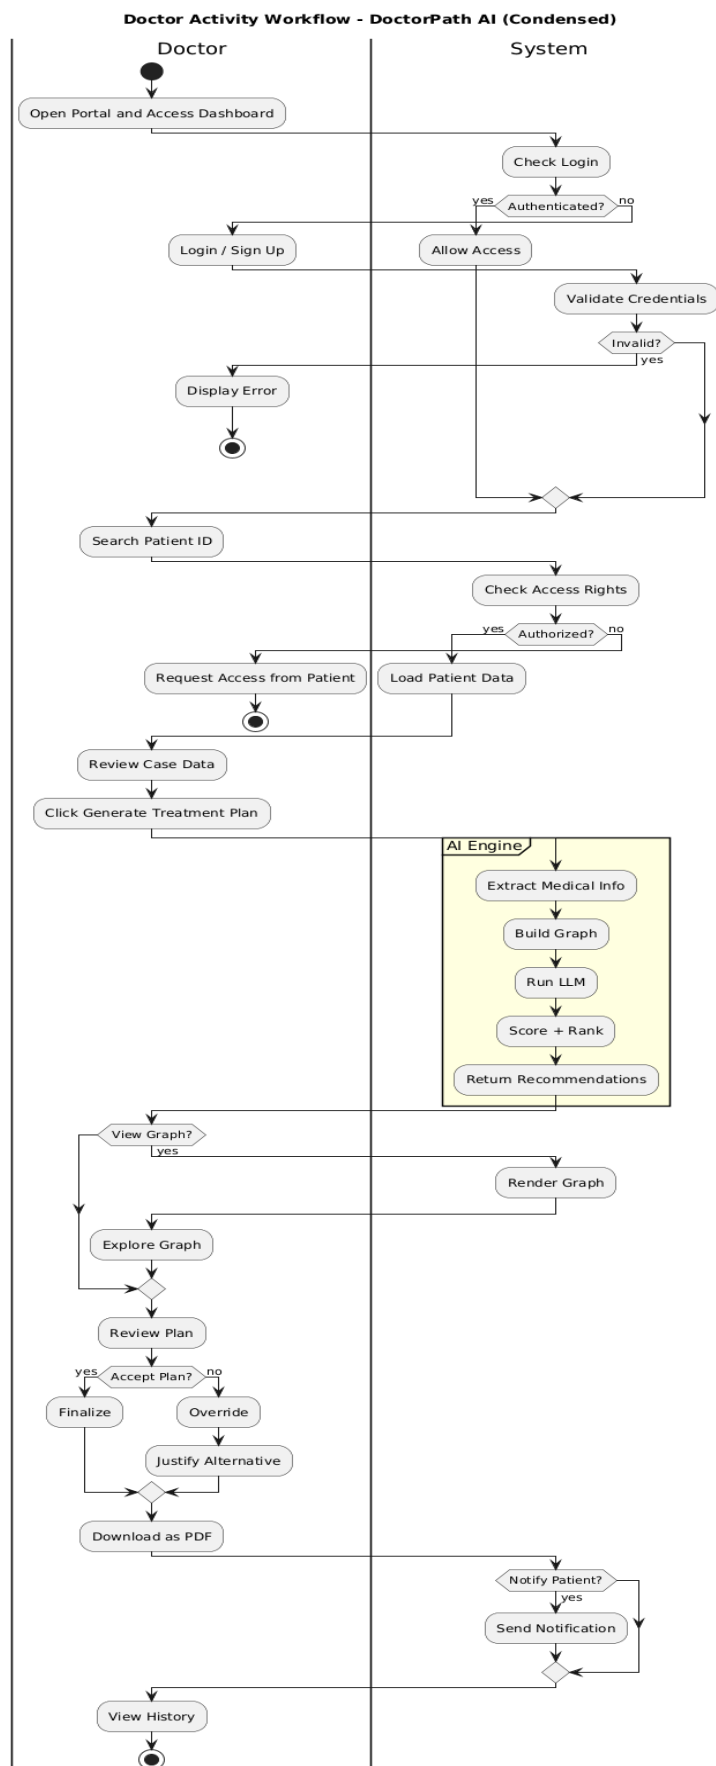 Doctor Activity Workflow - DoctorPath AI (Condensed)
Doctor
System
Open Portal and Access Dashboard
Check Login
yes
Authenticated?
no
Login / Sign Up
Allow Access
Validate Credentials
Invalid?
yes
Display Error
Search Patient ID
Check Access Rights
yes
Authorized?
no
Request Access from Patient
Load Patient Data
Review Case Data
Click Generate Treatment Plan
AI Engine
Extract Medical Info
Build Graph
Run LLM
Score + Rank
Return Recommendations
View Graph?
yes
Render Graph
Explore Graph
Review Plan
yes
Accept Plan?
no
Finalize
Override
Justify Alternative
Download as PDF
Notify Patient?
yes
Send Notification
View History